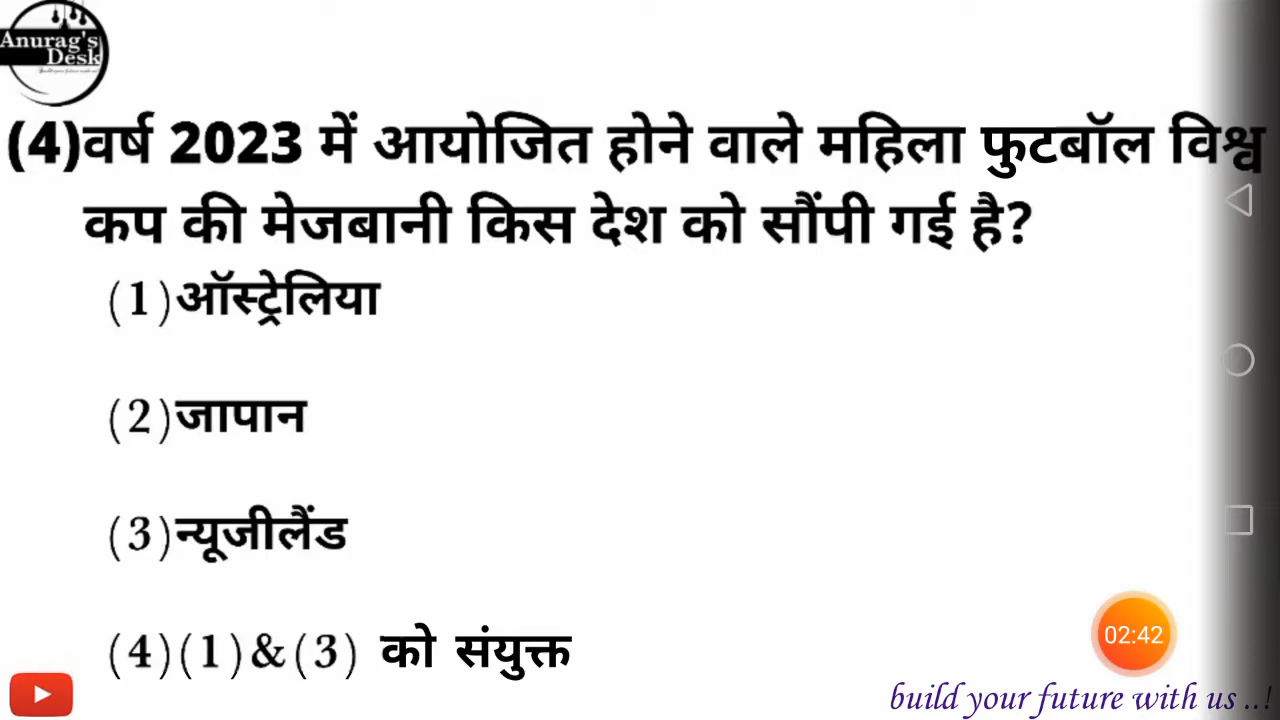 Anurag's
Desk
(4)वर्ष 2023 में आयोजित होने वाले महिला फुटबॉल विश्व
कप की मेजबानी किस देश को सौंपी गई है?
(1)ऑस्ट्रेलिया
(2)जापान
(3)न्यूजीलैंड
(4)(1)&(3) को संयुक्त
02:42
build your future with us ..!